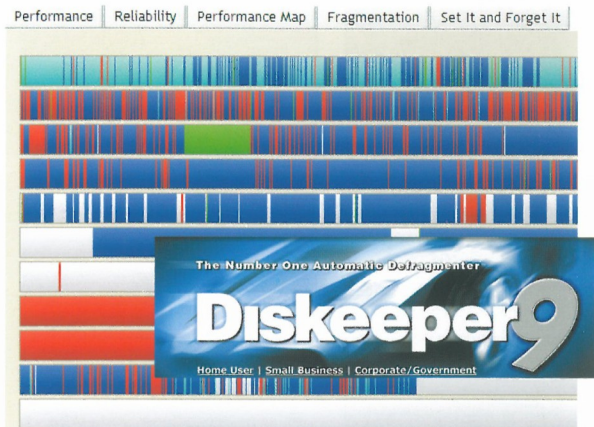 Performance Reliability Performance Map Fragmentation Set It and Forget It
The Number One Automatic Defragmenter
Diskeeper 9
Home User | Small Business | Corporate/Government